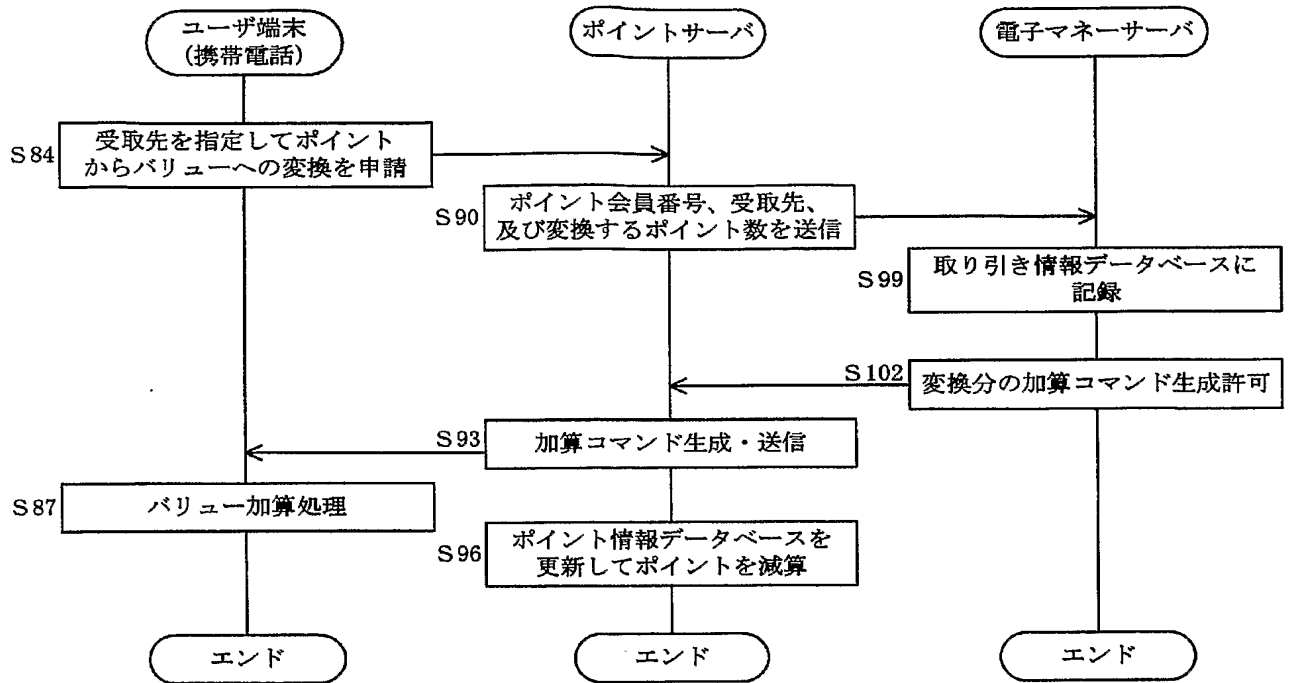 ユーザ端末
(携帯電話)
ポイントサーバ
電子マネーサーバ
S84
受取先を指定してポイント
からバリューへの変換を申請
S90
ポイント会員番号、受取先、
及び変換するポイント数を送信
S99
取り引き情報データベースに
記録
S102
変換分の加算コマンド生成許可
S93
加算コマンド生成・送信
S87
バリュー加算処理
S96
ポイント情報データベースを
更新してポイントを減算
エンド
エンド
エンド